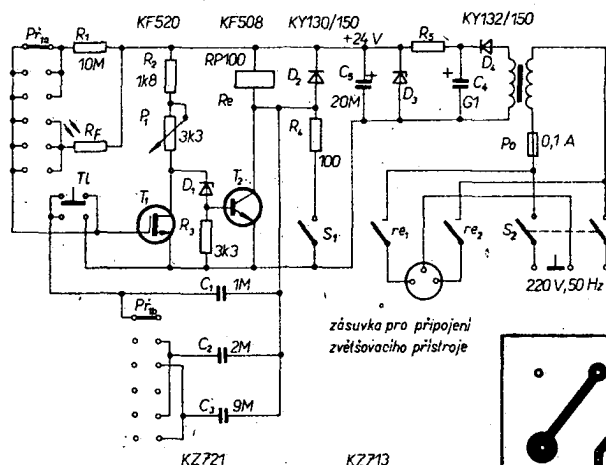 KF520 KF508 KY130/150 KY132/150
Př1a
R1
10M
R2
1k8
RP100
Re
+24 V
R5
D4
D2
C5
20M
D3
C4
G1
P1
3k3
RF
R4
100
Po
0,1 A
Tl
T1
D1
T2
R3
3k3
S1
re1
re2
S2
C1
1M
220 V, 50 Hz
Př1b
zásuvka pro připojení
zvětšovacího přístroje
C2
2M
C3
9M
KZ721 KZ713